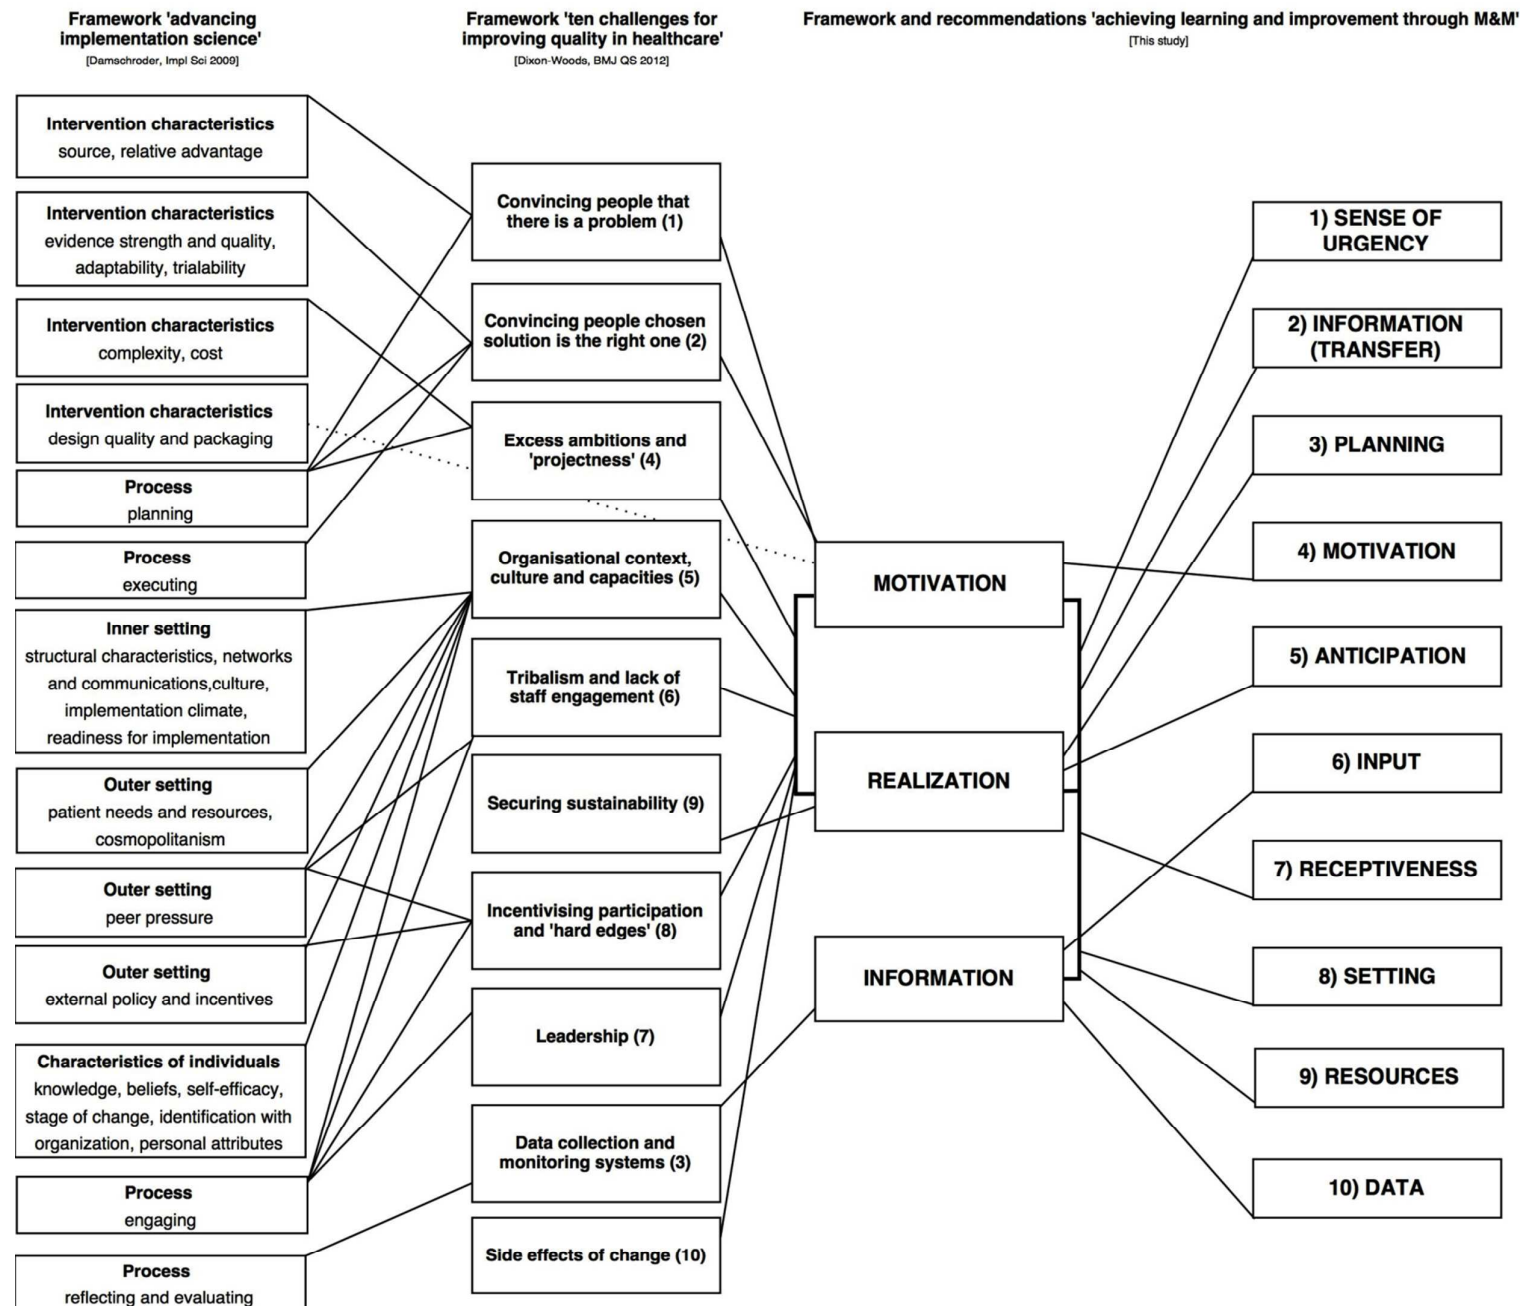 Framework 'advancing
implementation science'
[Damschroder, Impl Sci 2009]
Framework 'ten challenges for
improving quality in healthcare'
[Dixon-Woods, BMJ QS 2012]
Framework and recommendations 'achieving learning and improvement through M&M'
[This study]
Intervention characteristics
source, relative advantage
Intervention characteristics
evidence strength and quality,
adaptability, trialability
Intervention characteristics
complexity, cost
Intervention characteristics
design quality and packaging
Process
planning
Process
executing
Inner setting
structural characteristics, networks
and communications,culture,
implementation climate,
readiness for implementation
Outer setting
patient needs and resources,
cosmopolitanism
Outer setting
peer pressure
Outer setting
external policy and incentives
Characteristics of individuals
knowledge, beliefs, self-efficacy,
stage of change, identification with
organization, personal attributes
Process
engaging
Process
reflecting and evaluating
Convincing people that
there is a problem (1)
Convincing people chosen
solution is the right one (2)
Excess ambitions and
'projectness' (4)
Organisational context,
culture and capacities (5)
Tribalism and lack of
staff engagement (6)
Securing sustainability (9)
Incentivising participation
and 'hard edges' (8)
Leadership (7)
Data collection and
monitoring systems (3)
Side effects of change (10)
MOTIVATION
REALIZATION
INFORMATION
1) SENSE OF
URGENCY
2) INFORMATION
(TRANSFER)
3) PLANNING
4) MOTIVATION
5) ANTICIPATION
6) INPUT
7) RECEPTIVENESS
8) SETTING
9) RESOURCES
10) DATA